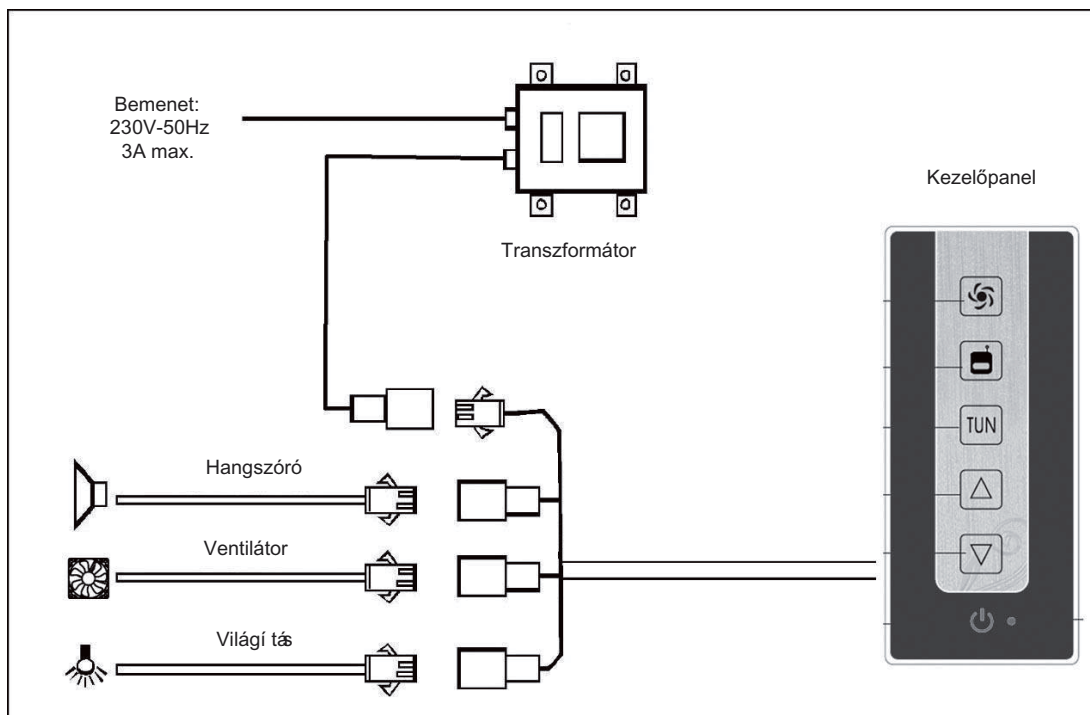 Bemenet:
230V-50Hz
3A max.
Transzformátor
Kezelőpanel
TUN
Hangszóró
Ventilátor
Világí tás